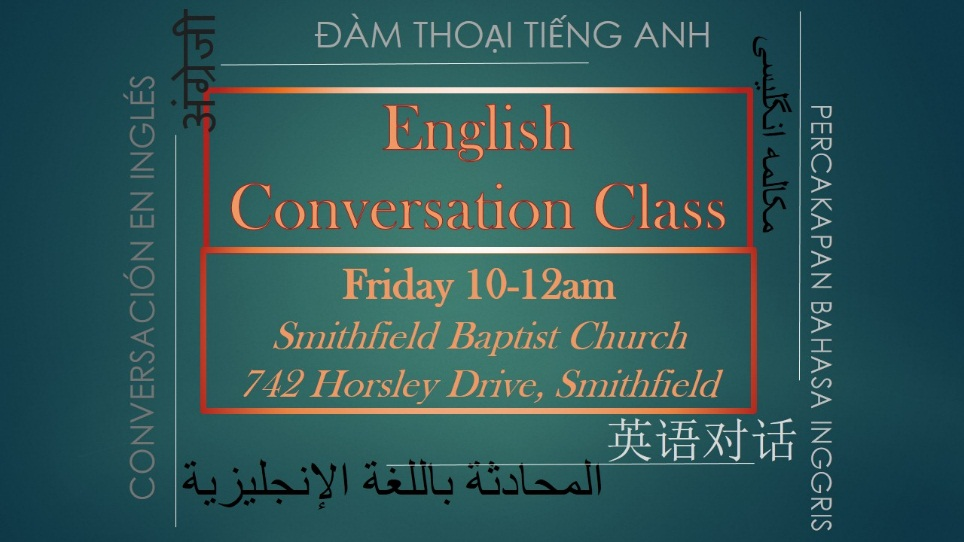 ĐÀM THOẠI TIẾNG ANH
अंग्रेजी
CONVERSACIÓN EN INGLÉS
English
Conversation Class
Friday 10-12am
Smithfield Baptist Church
742 Horsley Drive, Smithfield
مکالمه انگلیسی
PERCAKAPAN BAHASA INGGRIS
英语对话
المحادثة باللغة الإنجليزية